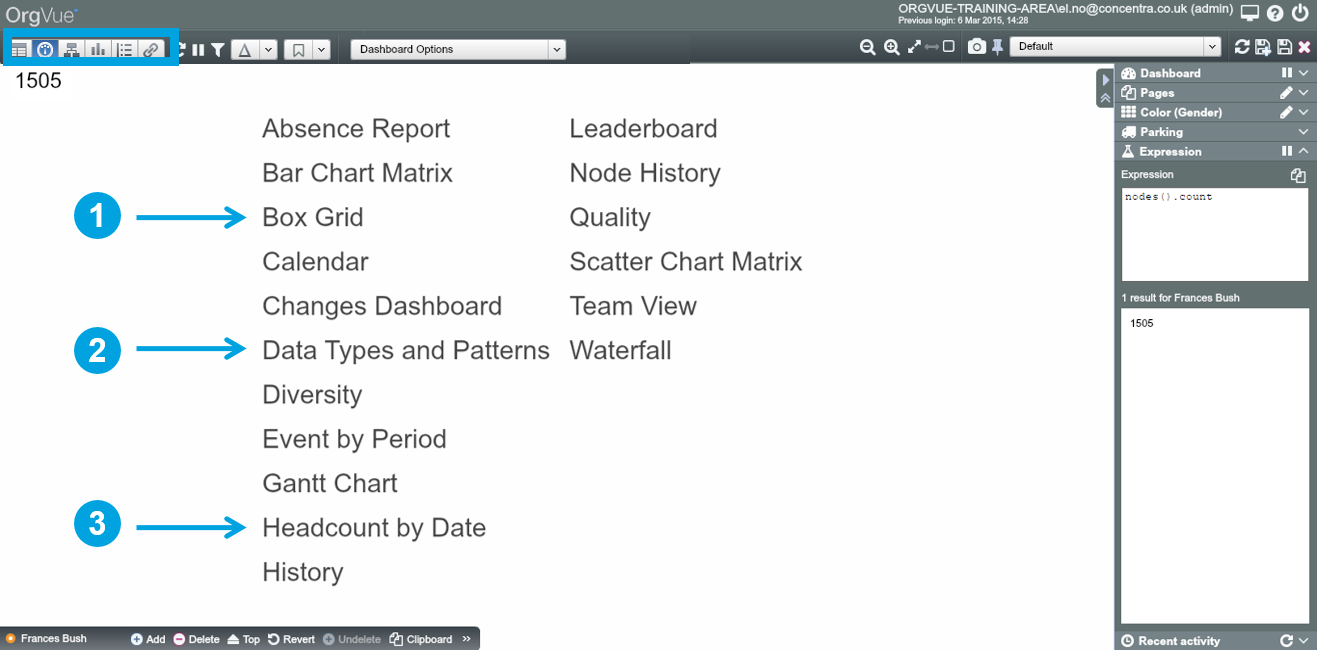 OrgVue
ORGVUE-TRAINING-AREA\el.no@concentra.co.uk (admin)
Previous login: 6 Mar 2015, 14:28
Dashboard Options
Default
1505
Absence Report
Bar Chart Matrix
1
Box Grid
Calendar
Changes Dashboard
2
Data Types and Patterns
Diversity
Event by Period
Gantt Chart
3
Headcount by Date
History
Leaderboard
Node History
Quality
Scatter Chart Matrix
Team View
Waterfall
Dashboard
Pages
Color (Gender)
Parking
Expression
Expression
nodes().count
1 result for Frances Bush
1505
Recent activity
Frances Bush Add Delete Top Revert Undelete Clipboard »